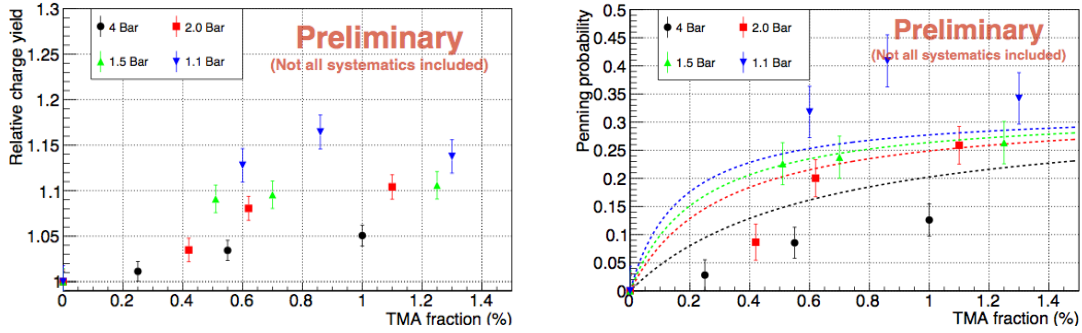 1.3
1.25
1.2
1.15
1.1
1.05
1
Relative charge yield
4 Bar
2.0 Bar
1.5 Bar
1.1 Bar
Preliminary
(Not all systematics included)
0 0.2 0.4 0.6 0.8 1 1.2 1.4
TMA fraction (%)
0.5
0.45
0.4
0.35
0.3
0.25
0.2
0.15
0.1
0.05
0
Penning probability
4 Bar
2.0 Bar
1.5 Bar
1.1 Bar
Preliminary
(Not all systematics included)
0 0.2 0.4 0.6 0.8 1 1.2 1.4
TMA fraction (%)